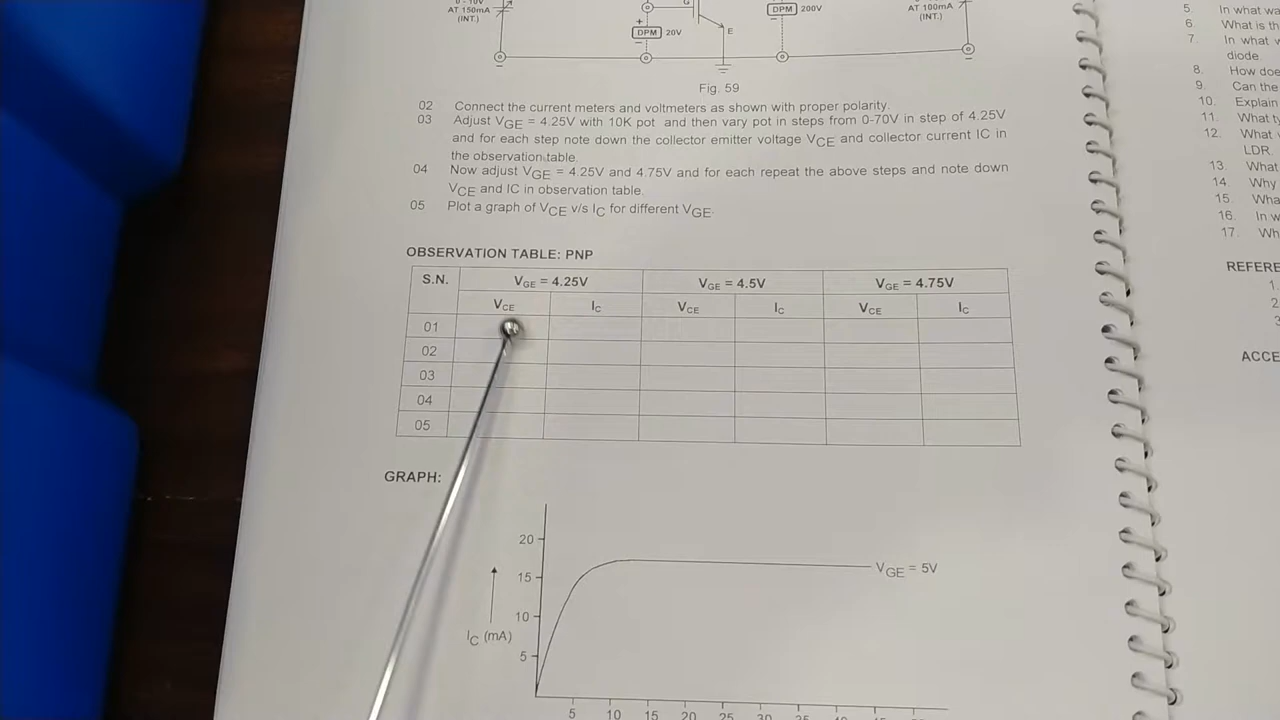 AT 150mA
(INT.)
G
+
DPM 20V
−
E
DPM 200V
−
AT 100mA
(INT.)
−
−
Fig. 59
02 Connect the current meters and voltmeters as shown with proper polarity.
03 Adjust VGE = 4.25V with 10K pot and then vary pot in steps from 0-70V in step of 4.25V
and for each step note down the collector emitter voltage VCE and collector current IC in
the observation table.
04 Now adjust VGE = 4.25V and 4.75V and for each repeat the above steps and note down
VCE and IC in observation table.
05 Plot a graph of VCE v/s IC for different VGE.
OBSERVATION TABLE: PNP
S.N. VGE = 4.25V VGE = 4.5V VGE = 4.75V
VCE IC VCE IC VCE IC
01
02
03
04
05
GRAPH:
20
15
10
5
IC (mA)
VGE = 5V
5 10 15 20 25 30 35 40
5. In what wa
6. What is th
7. In what w
diode.
8. How doe
9. Can the
10. Explain
11. What ty
12. What
LDR.
13. What
14. Why
15. Wha
16. In w
17. Wh
REFERE
1.
2
ACCE